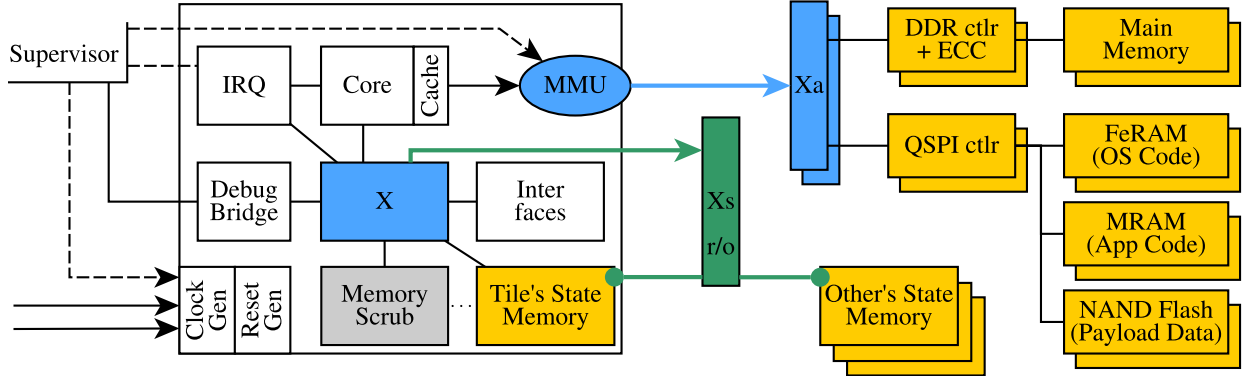 Supervisor
IRQ
Core
Cache
MMU
Xa
DDR ctlr
+ ECC
Main
Memory
QSPI ctlr
FeRAM
(OS Code)
Debug
Bridge
X
Inter
faces
Xs
r/o
MRAM
(App Code)
Clock
Gen
Reset
Gen
Memory
Scrub
Tile's State
Memory
Other's State
Memory
NAND Flash
(Payload Data)